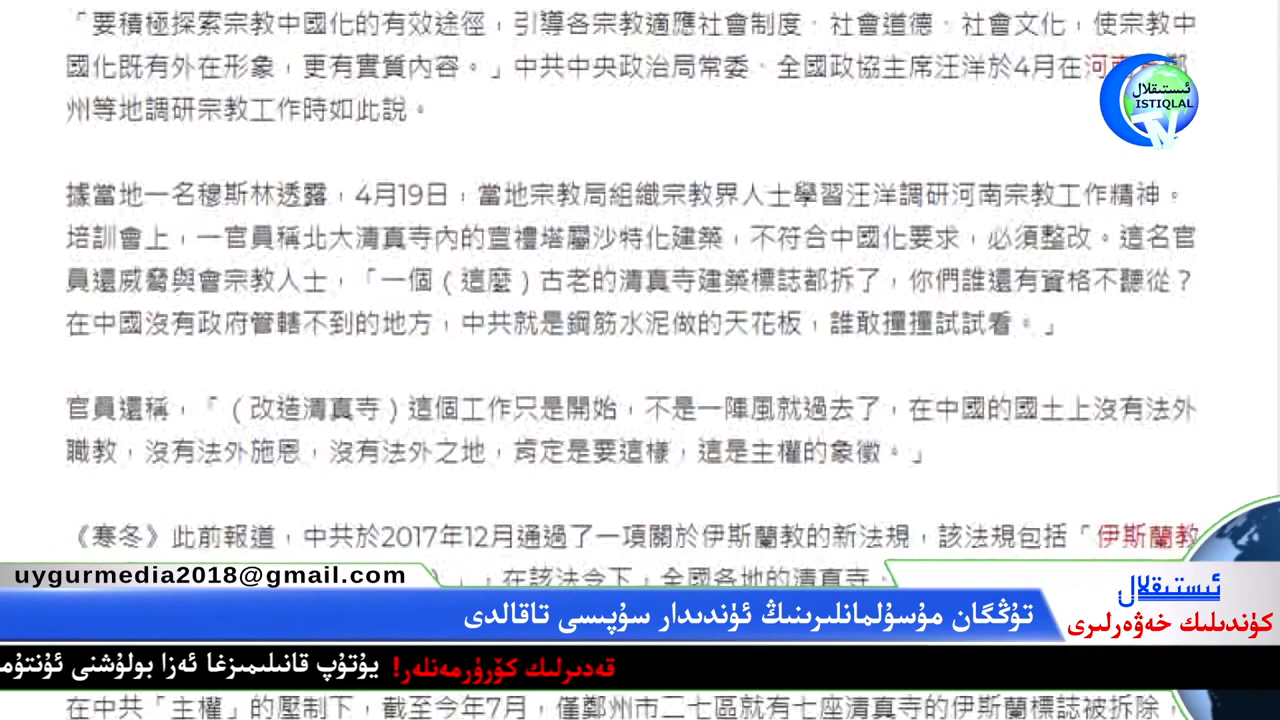 「要積極探索宗教中國化的有效途徑，引導各宗教適應社會制度、社會道德、社會文化，使宗教中
國化既有外在形象，更有實質內容。」中共中央政治局常委、全國政協主席汪洋於4月在河南
州等地調研宗教工作時如此說。
ئىستىقلال
ISTIQLAL
TV
據當地一名穆斯林透露，4月19日，當地宗教局組織宗教界人士學習汪洋調研河南宗教工作精神。
培訓會上，一官員稱北大清真寺內的宣禮塔屬沙特化建築，不符合中國化要求，必須整改。這名官
員還威脅與會宗教人士，「一個（這麼）古老的清真寺建築標誌都拆了，你們誰還有資格不聽從？
在中國沒有政府管轄不到的地方，中共就是鋼筋水泥做的天花板，誰敢撞撞試試看。」
官員還稱，「（改造清真寺）這個工作只是開始，不是一陣風就過去了，在中國的國土上沒有法外
職教，沒有法外施恩，沒有法外之地，肯定是要這樣，這是主權的象徵。」
《寒冬》此前報道，中共於2017年12月通過了一項關於伊斯蘭教的新法規，該法規包括「伊斯蘭教
」，在該法令下，全國各地的清真寺、
uygurmedia2018@gmail.com
ئىستىقلال
كۈندىلىك خەۋەرلىرى
تۇڭگان مۇسۇلمانلىرىنىڭ ئۈندىدار سۇپىسى تاقالدى
قەدىرلىك كۆرۈرمەنلەر! يۇتۇپ قانىلىمىزغا ئەزا بولۇشنى ئۇنتۇم
在中共「主權」的壓制下，截至今年7月，僅鄭州市二七區就有七座清真寺的伊斯蘭標誌被拆除，